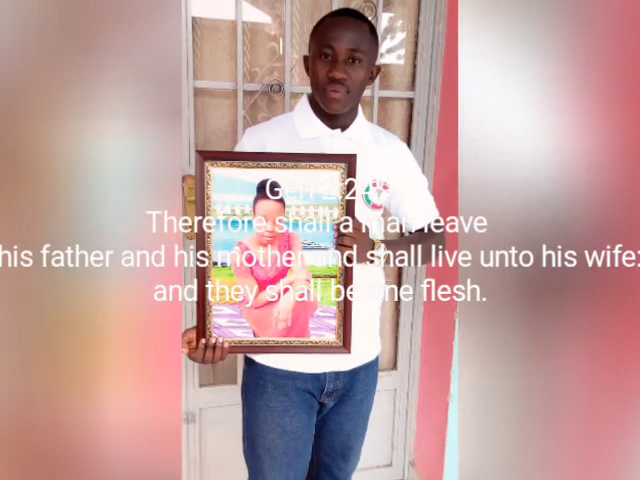 Gen 2:24
Therefore shall a man leave
his father and his mother and shall live unto his wife:
and they shall be one flesh.